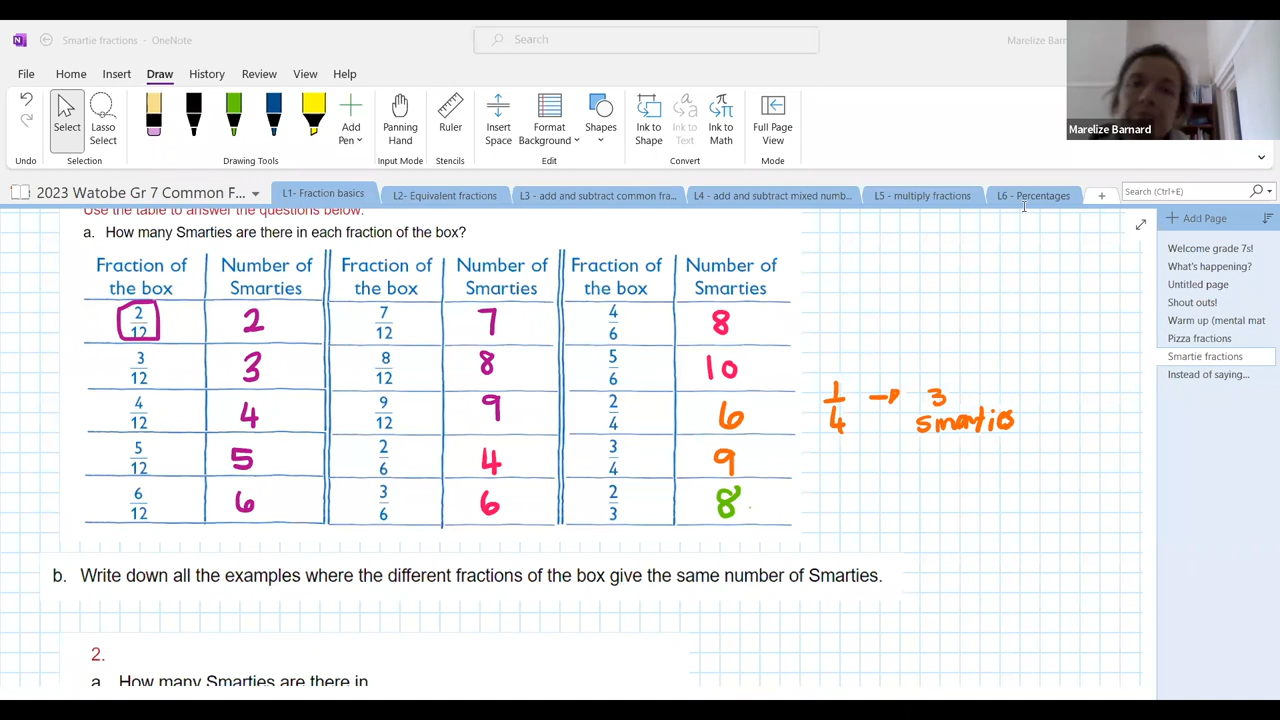 Smartie fractions - OneNote
Search
Marelize Barn
File Home Insert Draw History Review View Help
Marelize Barnard
Select
Lasso Select
Add Pen
Panning Hand
Ruler
Insert Space
Format Background
Shapes
Ink to Shape
Ink to Text
Ink to Math
Full Page View
Undo Selection Drawing Tools Input Mode Stencils Edit Convert Mode
2023 Watobe Gr 7 Common F... L1- Fraction basics L2- Equivalent fractions L3 - add and subtract common fra... L4 - add and subtract mixed numb... L5 - multiply fractions L6 - Percentages + Search (Ctrl+E)
Add Page
Welcome grade 7s!
What's happening?
Untitled page
Shout outs!
Warm up (mental mat
Pizza fractions
Smartie fractions
Instead of saying...
Use the table to answer the questions below.
a. How many Smarties are there in each fraction of the box?
Fraction of the box Number of Smarties Fraction of the box Number of Smarties Fraction of the box Number of Smarties
2/12 2 7/12 7 4/6 8
3/12 3 8/12 8 5/6 10
4/12 4 9/12 9 2/4 6
5/12 5 2/6 4 3/4 9
6/12 6 3/6 6 2/3 8
1/4 → 3
smarties
b. Write down all the examples where the different fractions of the box give the same number of Smarties.
2.
a. How many Smarties are there in